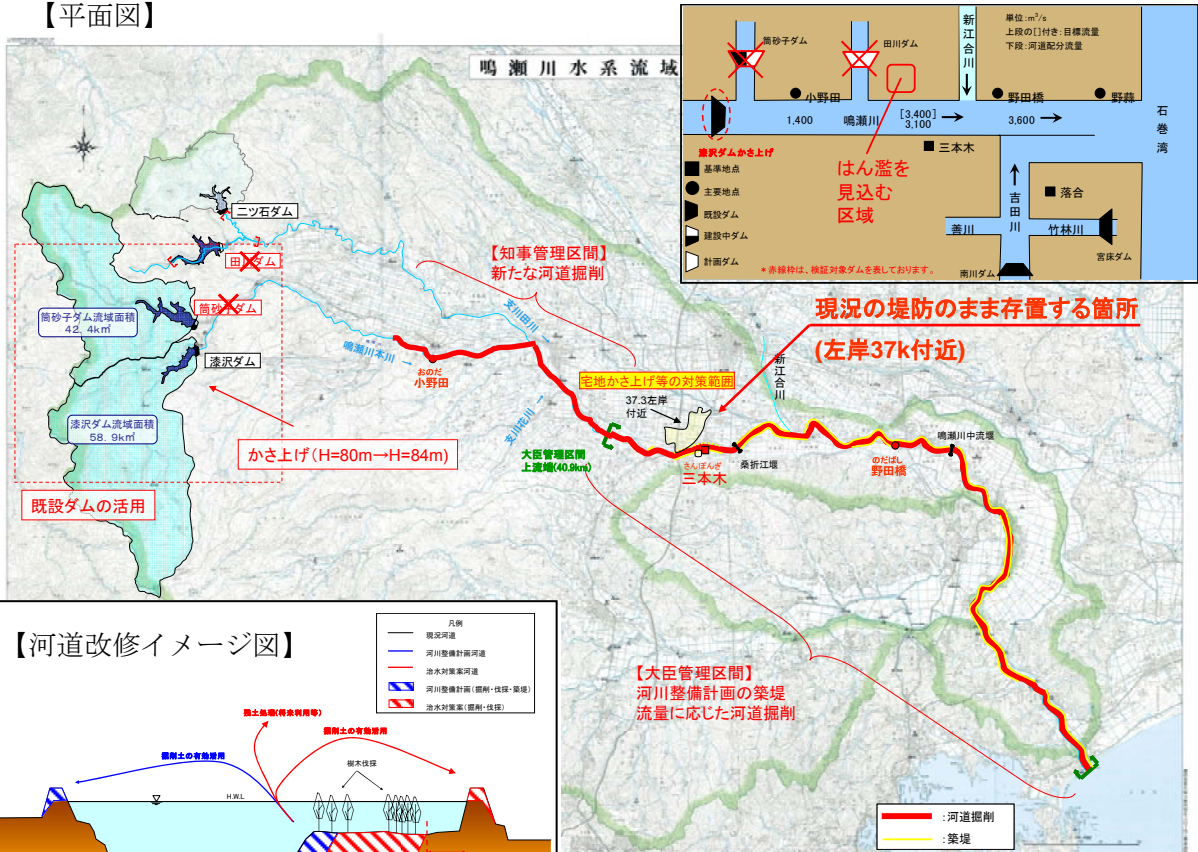 【平面図】
鳴瀬川水系流域
筒砂子ダム
田川ダム
新江合川
単位:m³/s
上段の[]付き:目標流量
下段:河道配分流量
小野田
野田橋
野蒜
石巻湾
1,400
鳴瀬川
[3,400]
3,100
3,600
漆沢ダムかさ上げ
三本木
基準地点
主要地点
既設ダム
建設中ダム
計画ダム
はん濫を
見込む
区域
吉田川
落合
善川
竹林川
宮床ダム
南川ダム
*赤線枠は、検証対象ダムを表しております。
二ツ石ダム
田川ダム
筒砂子ダム
筒砂子ダム流域面積
42.4k㎡
漆沢ダム
漆沢ダム流域面積
58.9k㎡
かさ上げ(H=80m→H=84m)
既設ダムの活用
【知事管理区間】
新たな河道掘削
支川田川
鳴瀬川本川
おのだ
小野田
支川花川
現況の堤防のまま存置する箇所
(左岸37k付近)
新江合川
宅地かさ上げ等の対策範囲
37.3左岸
付近
大臣管理区間
上流端(40.9km)
さんぼんぎ
三本木
桑折江堰
のだばし
野田橋
鳴瀬川中流堰
【大臣管理区間】
河川整備計画の築堤
流量に応じた河道掘削
:河道掘削
:築堤
【河道改修イメージ図】
凡例
現況河道
河川整備計画河道
治水対策案河道
河川整備計画(掘削・伐採・築堤)
治水対策案(掘削・伐採)
残土処理(将来利用等)
掘削土の有効活用
掘削土の有効活用
樹木伐採
H.W.L